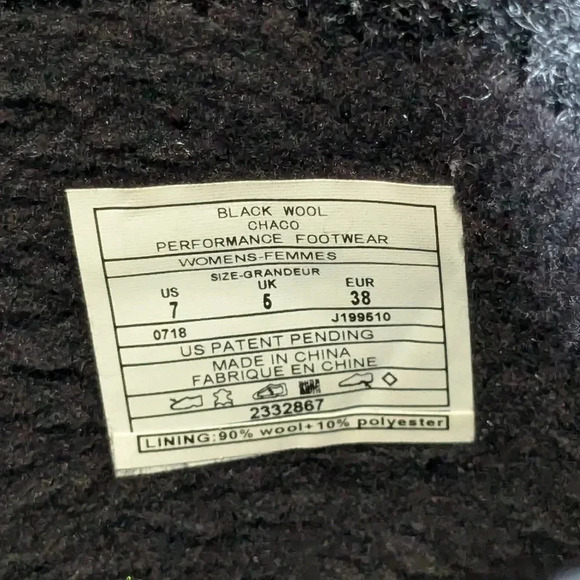 BLACK WOOL
CHACO
PERFORMANCE FOOTWEAR
WOMENS-FEMMES
SIZE-GRANDEUR
US UK EUR
7 5 38
0718 J199510
US PATENT PENDING
MADE IN CHINA
FABRIQUE EN CHINE
2332867
LINING:90% wool+10% polyester